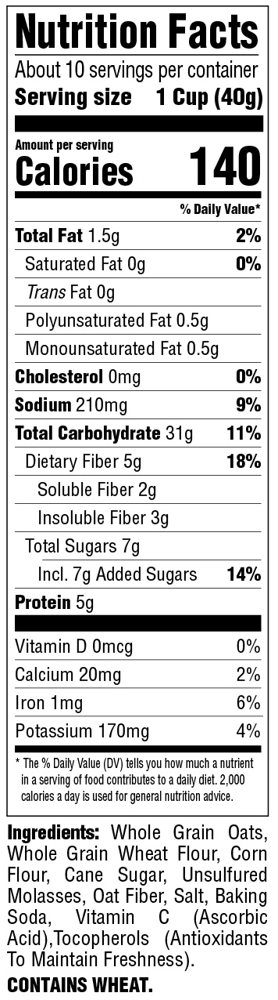 Nutrition Facts
About 10 servings per container
Serving size 1 Cup (40g)
Amount per serving
Calories 140
% Daily Value*
Total Fat 1.5g 2%
Saturated Fat 0g 0%
Trans Fat 0g
Polyunsaturated Fat 0.5g
Monounsaturated Fat 0.5g
Cholesterol 0mg 0%
Sodium 210mg 9%
Total Carbohydrate 31g 11%
Dietary Fiber 5g 18%
Soluble Fiber 2g
Insoluble Fiber 3g
Total Sugars 7g
Incl. 7g Added Sugars 14%
Protein 5g
Vitamin D 0mcg 0%
Calcium 20mg 2%
Iron 1mg 6%
Potassium 170mg 4%
* The % Daily Value (DV) tells you how much a nutrient
in a serving of food contributes to a daily diet. 2,000
calories a day is used for general nutrition advice.
Ingredients: Whole Grain Oats,
Whole Grain Wheat Flour, Corn
Flour, Cane Sugar, Unsulfured
Molasses, Oat Fiber, Salt, Baking
Soda, Vitamin C (Ascorbic
Acid),Tocopherols (Antioxidants
To Maintain Freshness).
CONTAINS WHEAT.